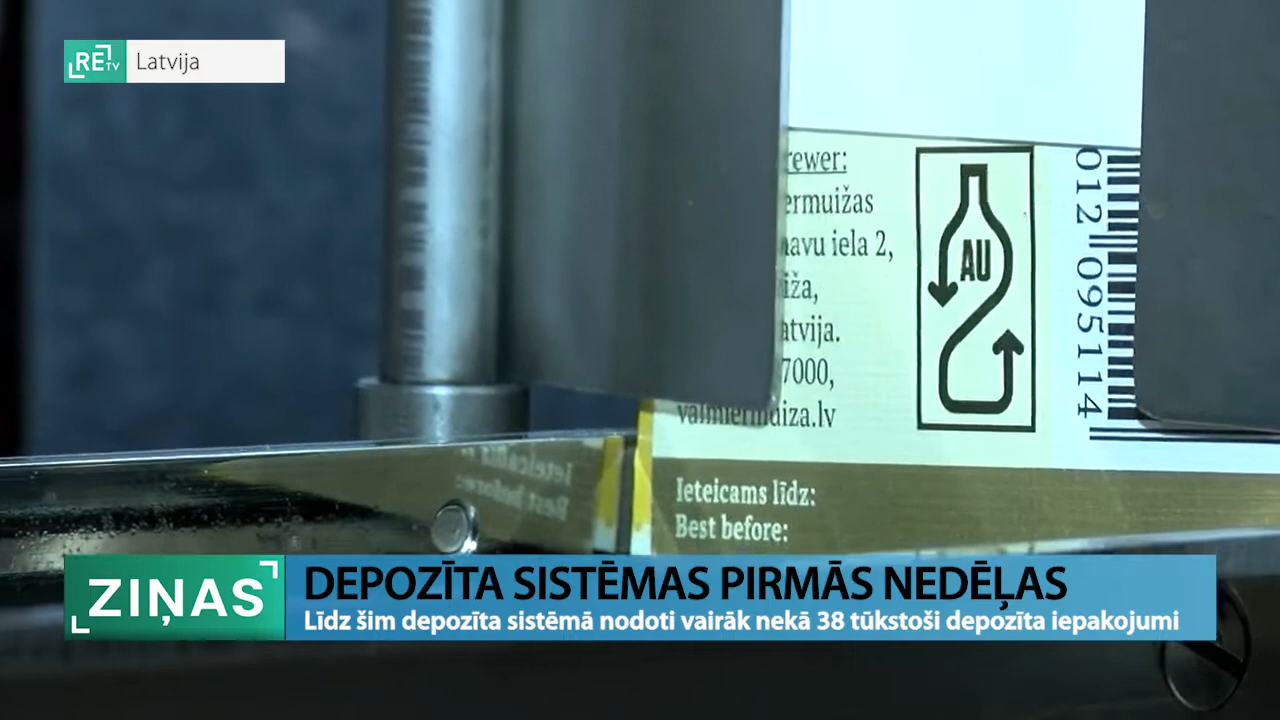 RE TV Latvija
rewer:
ermuižas
navu iela 2,
iža,
atvija.
7000,
valmiermuiza.lv
AU
012 095114
Ieteicams līdz:
Best before:
ZIŅAS
DEPOZĪTA SISTĒMAS PIRMĀS NEDĒĻAS
Līdz šim depozīta sistēmā nodoti vairāk nekā 38 tūkstoši depozīta iepakojumi